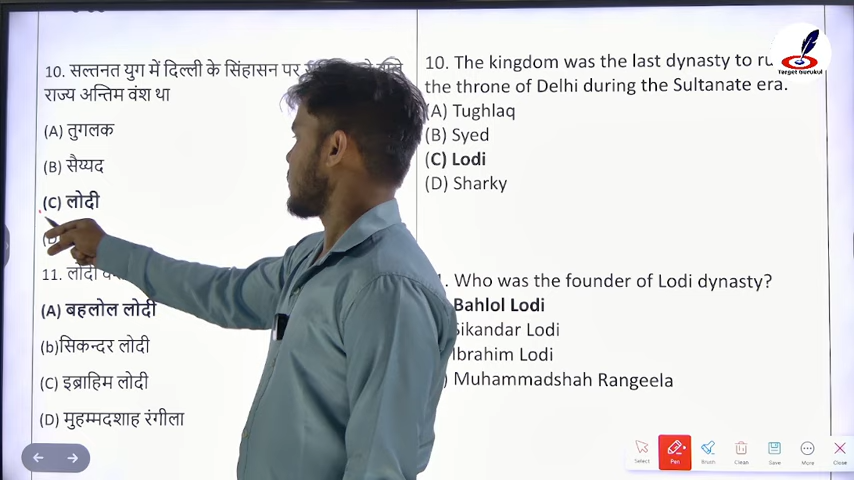 10. सल्तनत युग में दिल्ली के सिंहासन पर
राज्य अन्तिम वंश था
(A) तुगलक
(B) सैय्यद
(C) लोदी
11. लोदी
(A) बहलोल लोदी
(b)सिकन्दर लोदी
(C) इब्राहिम लोदी
(D) मुहम्मदशाह रंगीला
10. The kingdom was the last dynasty to
the throne of Delhi during the Sultanate era.
(A) Tughlaq
(B) Syed
(C) Lodi
(D) Sharky
. Who was the founder of Lodi dynasty?
Bahlol Lodi
Sikandar Lodi
Ibrahim Lodi
) Muhammadshah Rangeela
Target Gurukul
Select Pen Brush Clean Save More Close